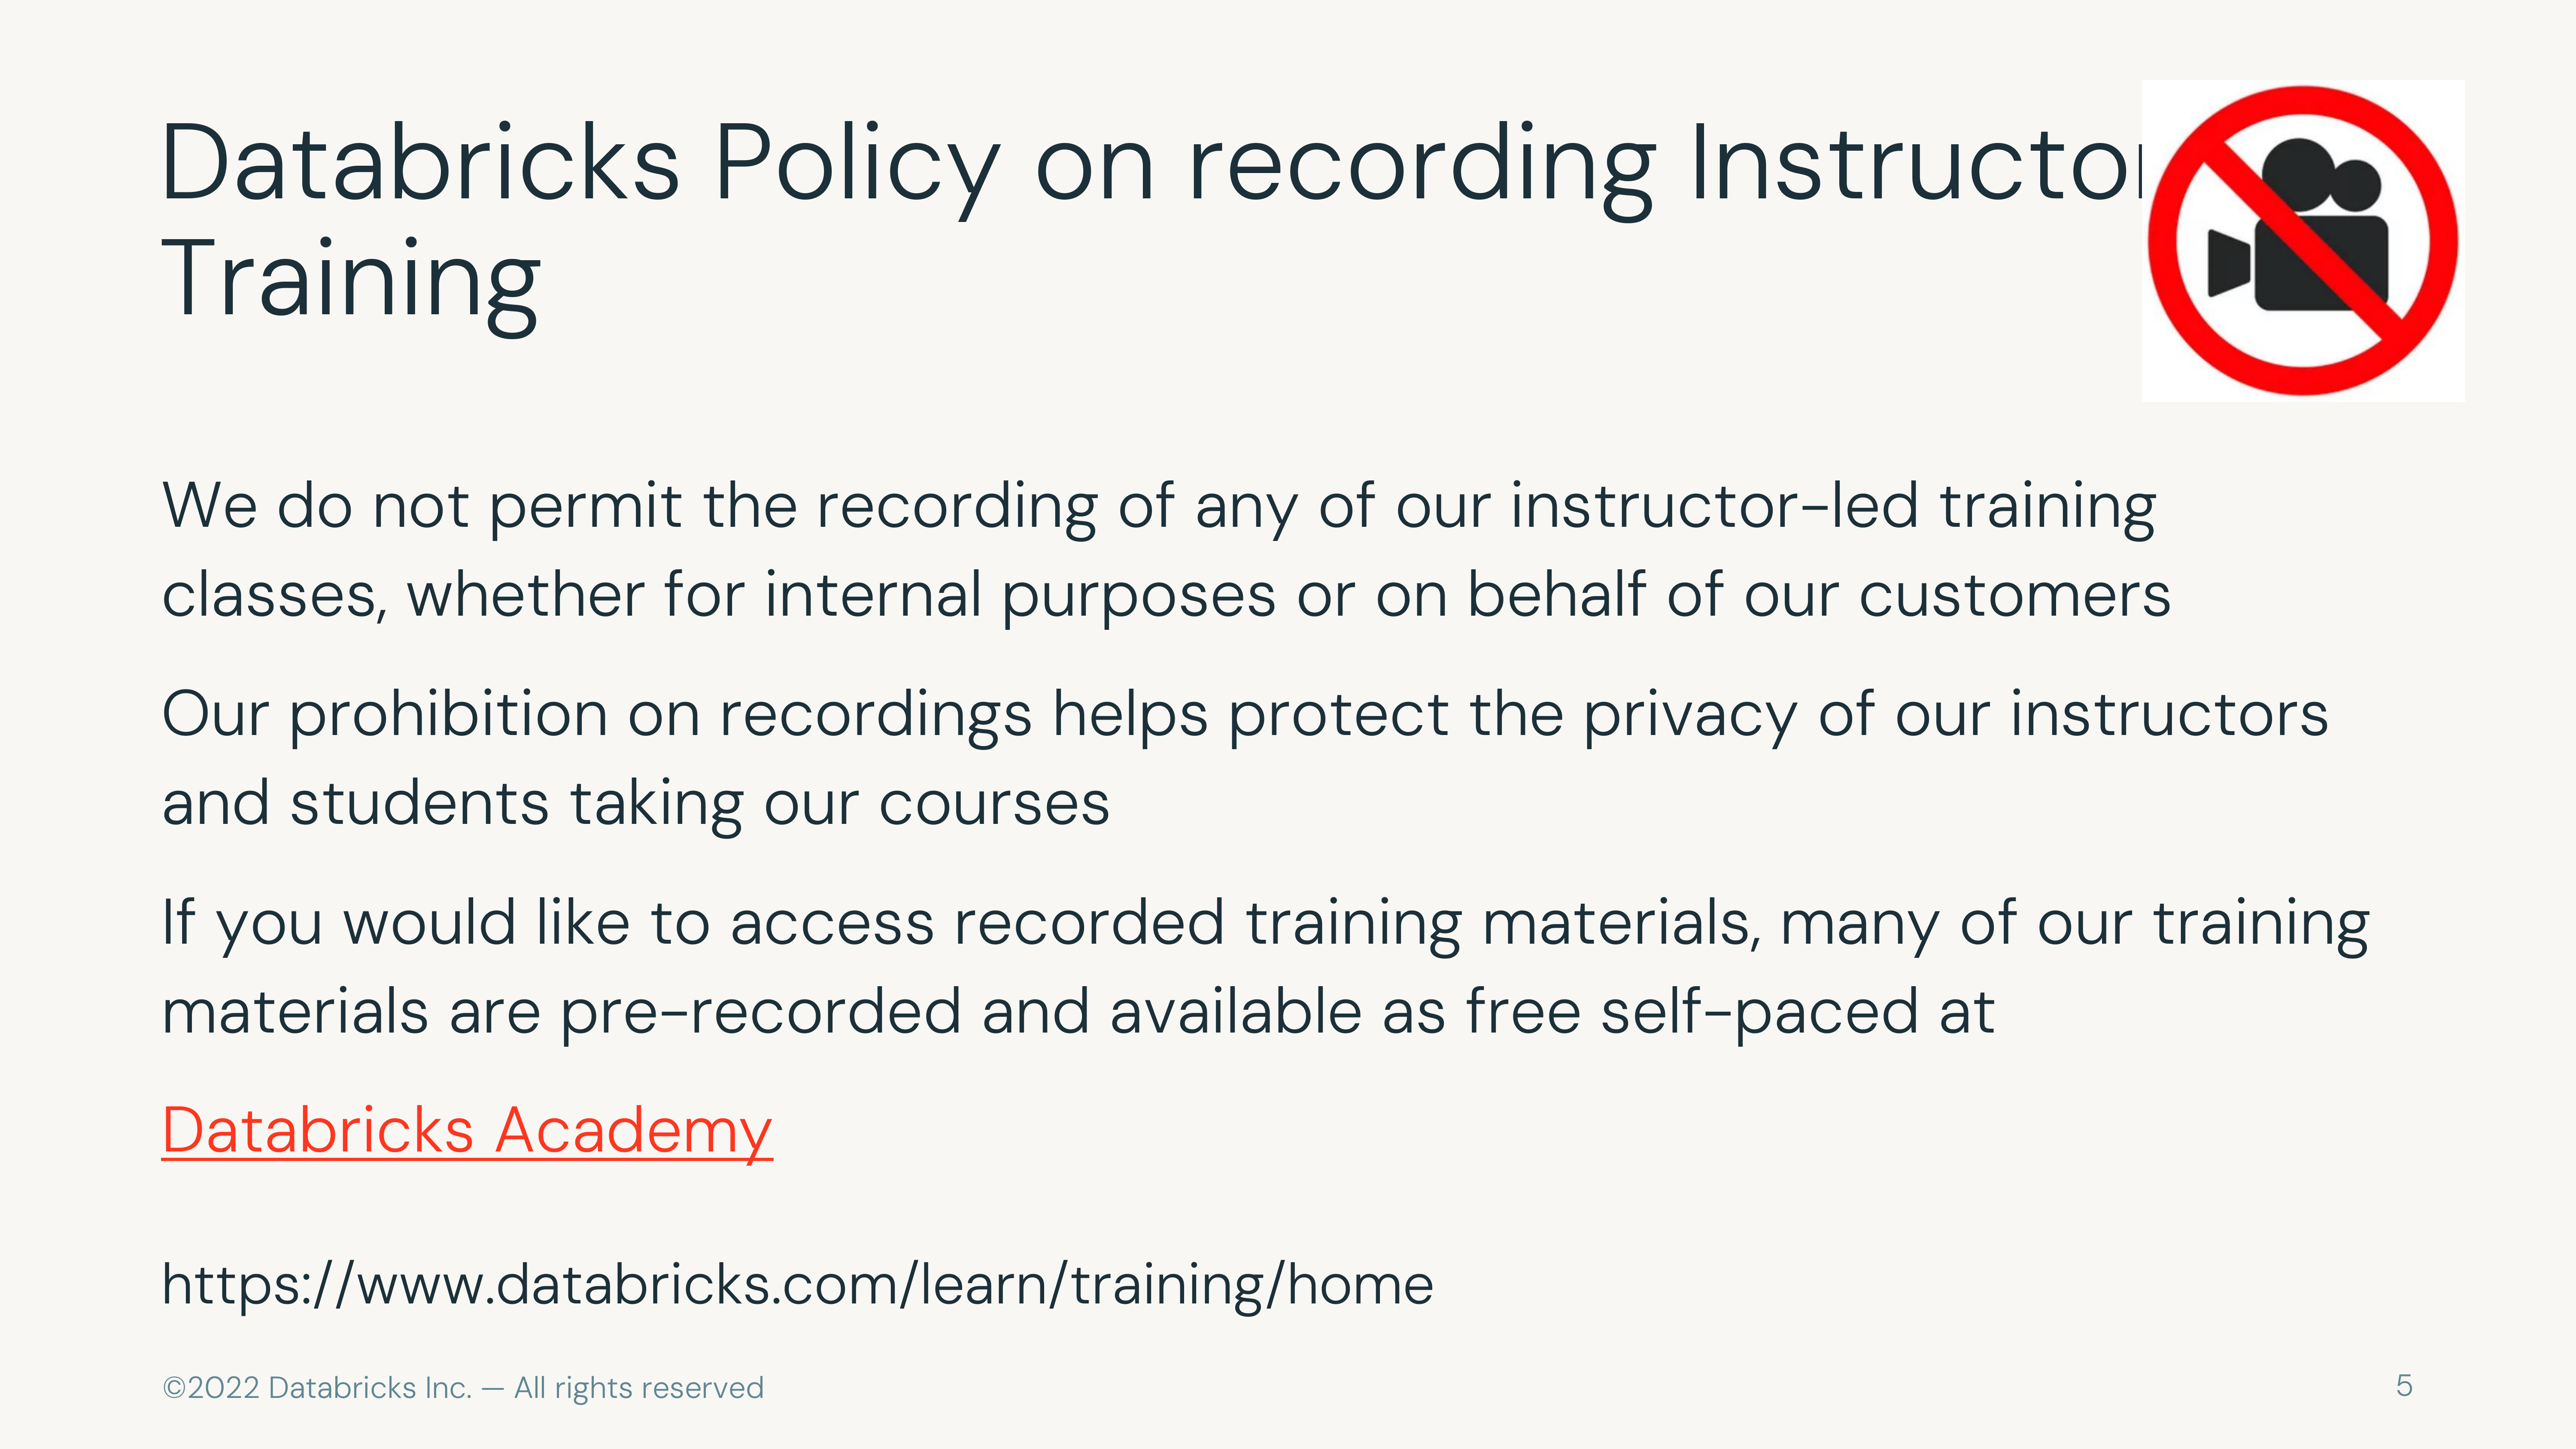 Databricks Policy on recording Instructor
Training
We do not permit the recording of any of our instructor-led training
classes, whether for internal purposes or on behalf of our customers
Our prohibition on recordings helps protect the privacy of our instructors
and students taking our courses
If you would like to access recorded training materials, many of our training
materials are pre-recorded and available as free self-paced at
Databricks Academy
https://www.databricks.com/learn/training/home
©2022 Databricks Inc. — All rights reserved
5